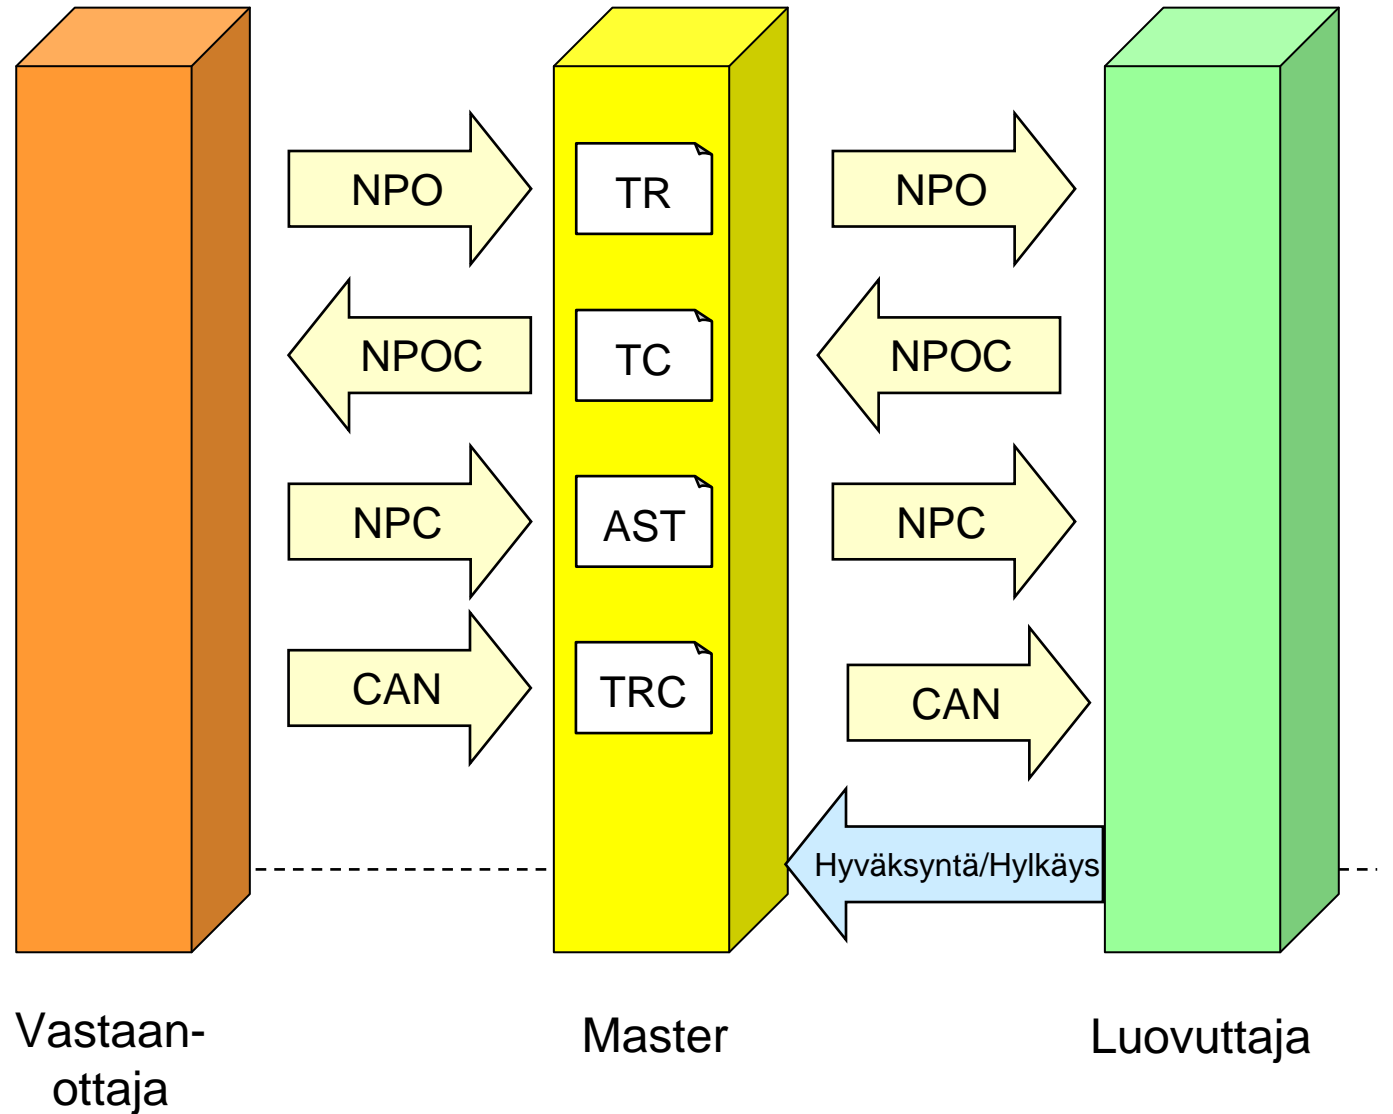 NPO
TR
NPO
NPOC
TC
NPOC
NPC
AST
NPC
CAN
TRC
CAN
Hyväksyntä/Hylkäys
Vastaan-
ottaja
Master
Luovuttaja